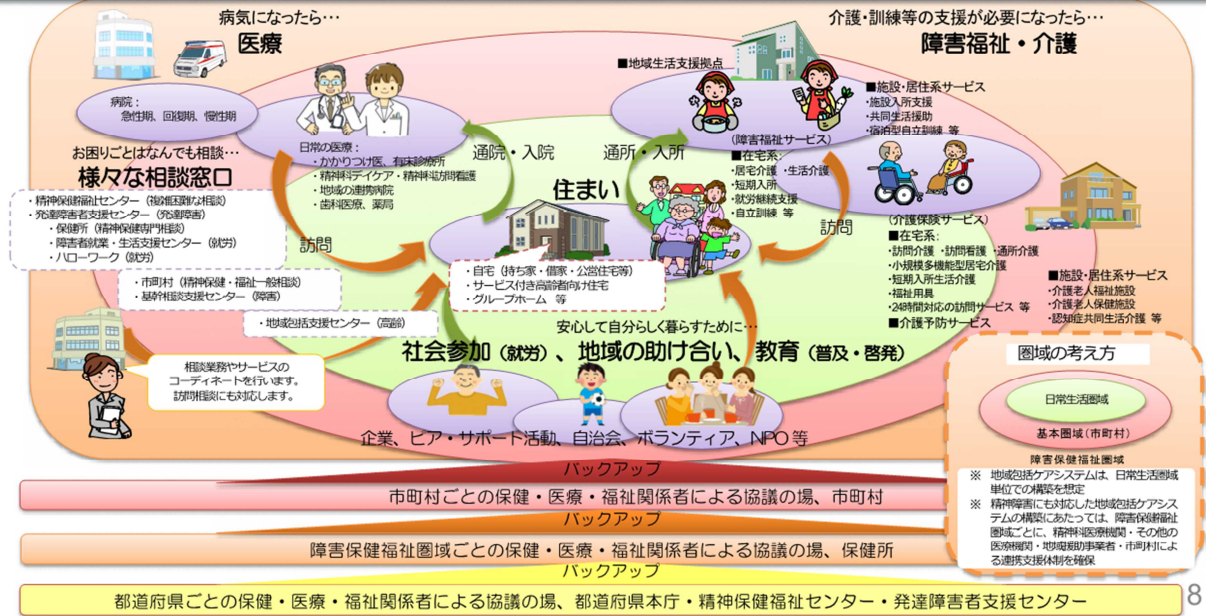 病気になったら…
医療
介護・訓練等の支援が必要になったら…
障害福祉・介護
病院：
急性期、回復期、慢性期
日常の医療：
・かかりつけ医、有床診療所
・精神科デイケア・精神科訪問看護
・地域の連携病院
・歯科医療、薬局
通院・入院
通所・入所
訪問
訪問
■地域生活支援拠点
(障害福祉サービス)
■在宅系：
・居宅介護 ・生活介護
・短期入所
・就労継続支援
・自立訓練 等
■施設・居住系サービス
・施設入所支援
・共同生活援助
・宿泊型自立訓練 等
(介護保険サービス)
■在宅系：
・訪問介護 ・訪問看護 ・通所介護
・小規模多機能型居宅介護
・短期入所生活介護
・福祉用具
・24時間対応の訪問サービス 等
■介護予防サービス
■施設・居住系サービス
・介護老人福祉施設
・介護老人保健施設
・認知症共同生活介護 等
お困りごとはなんでも相談…
様々な相談窓口
・精神保健福祉センター（複雑困難な相談）
・発達障害者支援センター（発達障害）
・保健所（精神保健専門相談）
・障害者就業・生活支援センター（就労）
・ハローワーク（就労）
・市町村（精神保健・福祉一般相談）
・基幹相談支援センター（障害）
・地域包括支援センター（高齢）
相談業務やサービスの
コーディネートを行います。
訪問相談にも対応します。
住まい
・自宅（持ち家・借家・公営住宅等）
・サービス付き高齢者向け住宅
・グループホーム 等
安心して自分らしく暮らすために…
社会参加（就労）、地域の助け合い、教育（普及・啓発）
企業、ピア・サポート活動、自治会、ボランティア、NPO 等
圏域の考え方
日常生活圏域
基本圏域（市町村）
障害保健福祉圏域
※ 地域包括ケアシステムは、日常生活圏域
単位での構築を想定
※ 精神障害にも対応した地域包括ケアシス
テムの構築にあたっては、障害保健福祉
圏域ごとに、精神科医療機関・その他の
医療機関・地域援助事業者・市町村によ
る連携支援体制を確保
バックアップ
市町村ごとの保健・医療・福祉関係者による協議の場、市町村
バックアップ
障害保健福祉圏域ごとの保健・医療・福祉関係者による協議の場、保健所
バックアップ
都道府県ごとの保健・医療・福祉関係者による協議の場、都道府県本庁・精神保健福祉センター・発達障害者支援センター
8